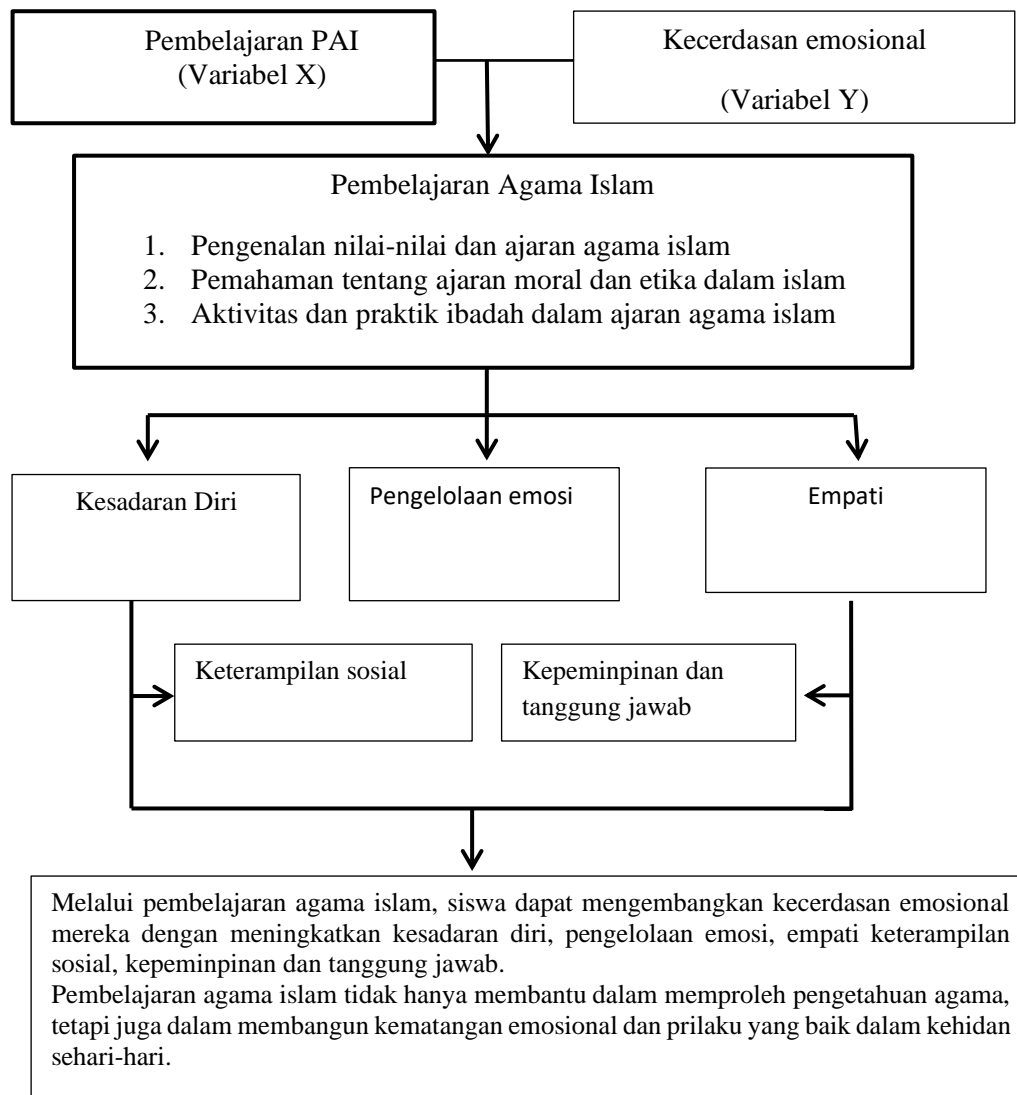 Pembelajaran PAI
(Variabel X)
Kecerdasan emosional
(Variabel Y)
Pembelajaran Agama Islam
1. Pengenalan nilai-nilai dan ajaran agama islam
2. Pemahaman tentang ajaran moral dan etika dalam islam
3. Aktivitas dan praktik ibadah dalam ajaran agama islam
Kesadaran Diri
Pengelolaan emosi
Empati
Keterampilan sosial
Kepeminpinan dan
tanggung jawab
Melalui pembelajaran agama islam, siswa dapat mengembangkan kecerdasan emosional
mereka dengan meningkatkan kesadaran diri, pengelolaan emosi, empati keterampilan
sosial, kepeminpinan dan tanggung jawab.
Pembelajaran agama islam tidak hanya membantu dalam memproleh pengetahuan agama,
tetapi juga dalam membangun kematangan emosional dan prilaku yang baik dalam kehidan
sehari-hari.